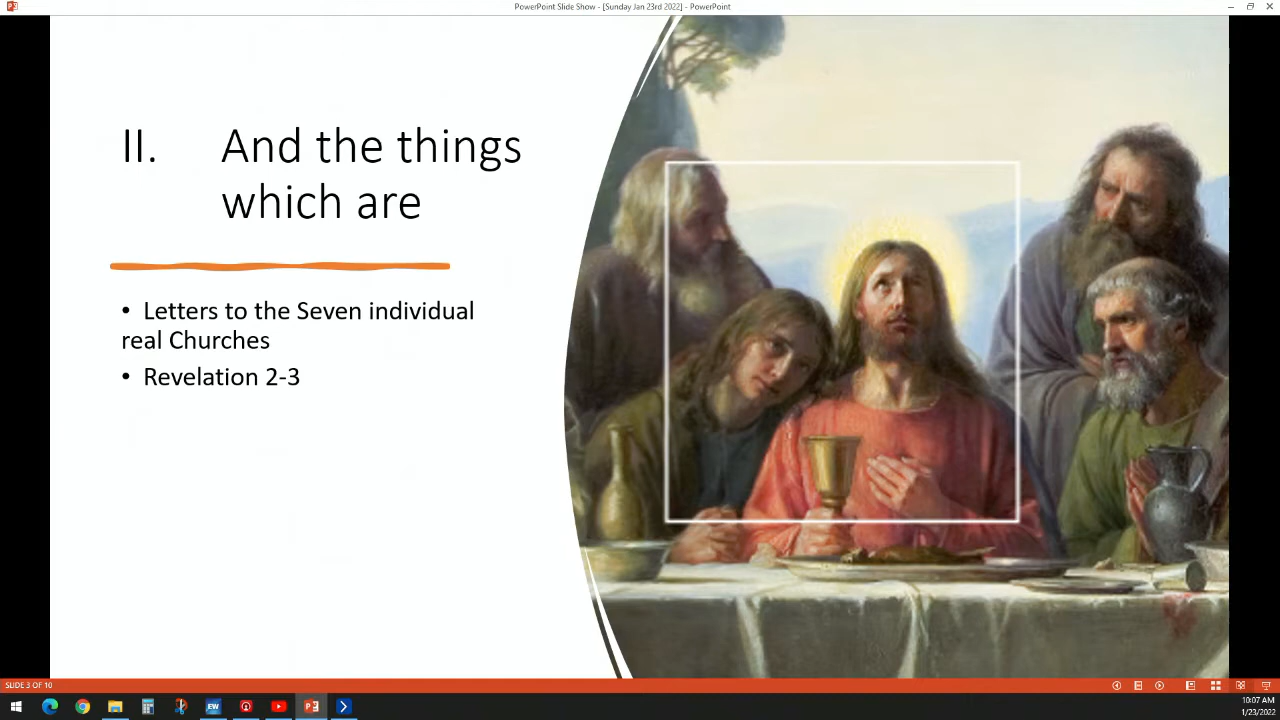 PowerPoint Slide Show - [Sunday Jan 23rd 2022] - PowerPoint
II. And the things
which are
• Letters to the Seven individual
real Churches
• Revelation 2-3
SLIDE 3 OF 10
EW
10:07 AM
1/23/2022